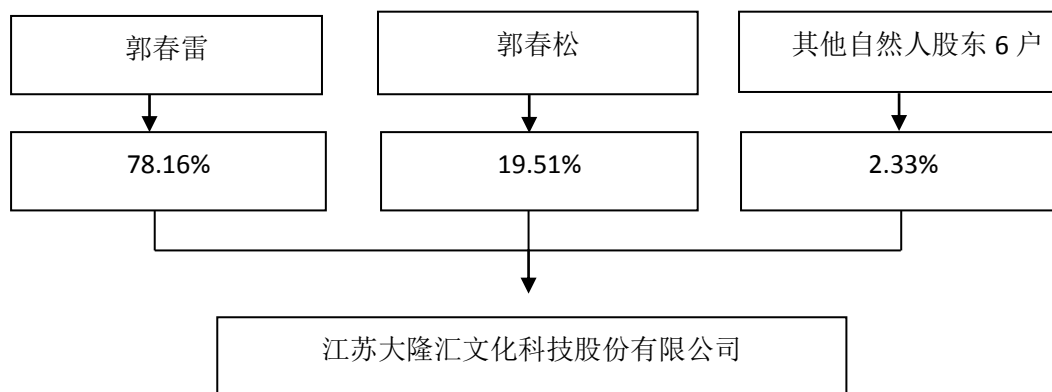 郭春雷
郭春松
其他自然人股东 6 户
78.16%
19.51%
2.33%
江苏大隆汇文化科技股份有限公司